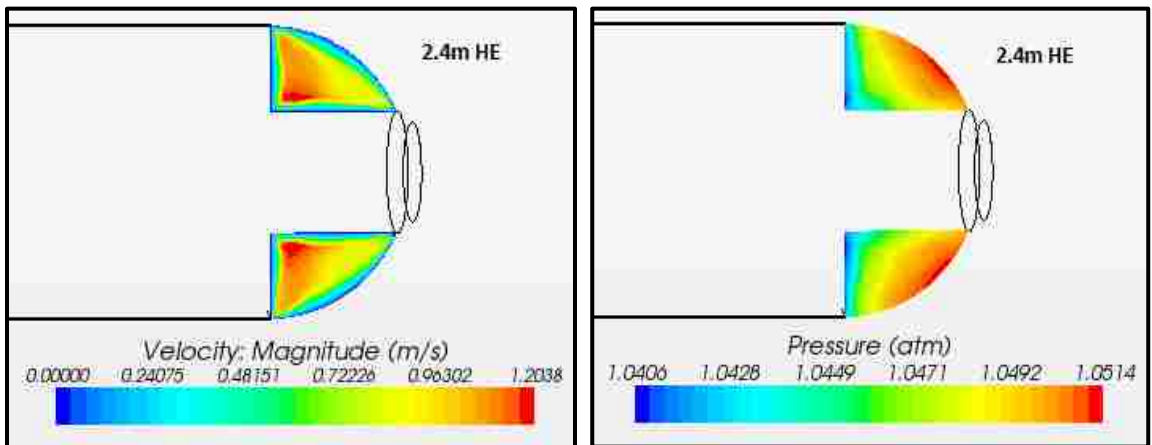 2.4m HE
Velocity: Magnitude (m/s)
0.00000 0.24075 0.48151 0.72226 0.96302 1.2038
2.4m HE
Pressure (atm)
1.0406 1.0428 1.0449 1.0471 1.0492 1.0514